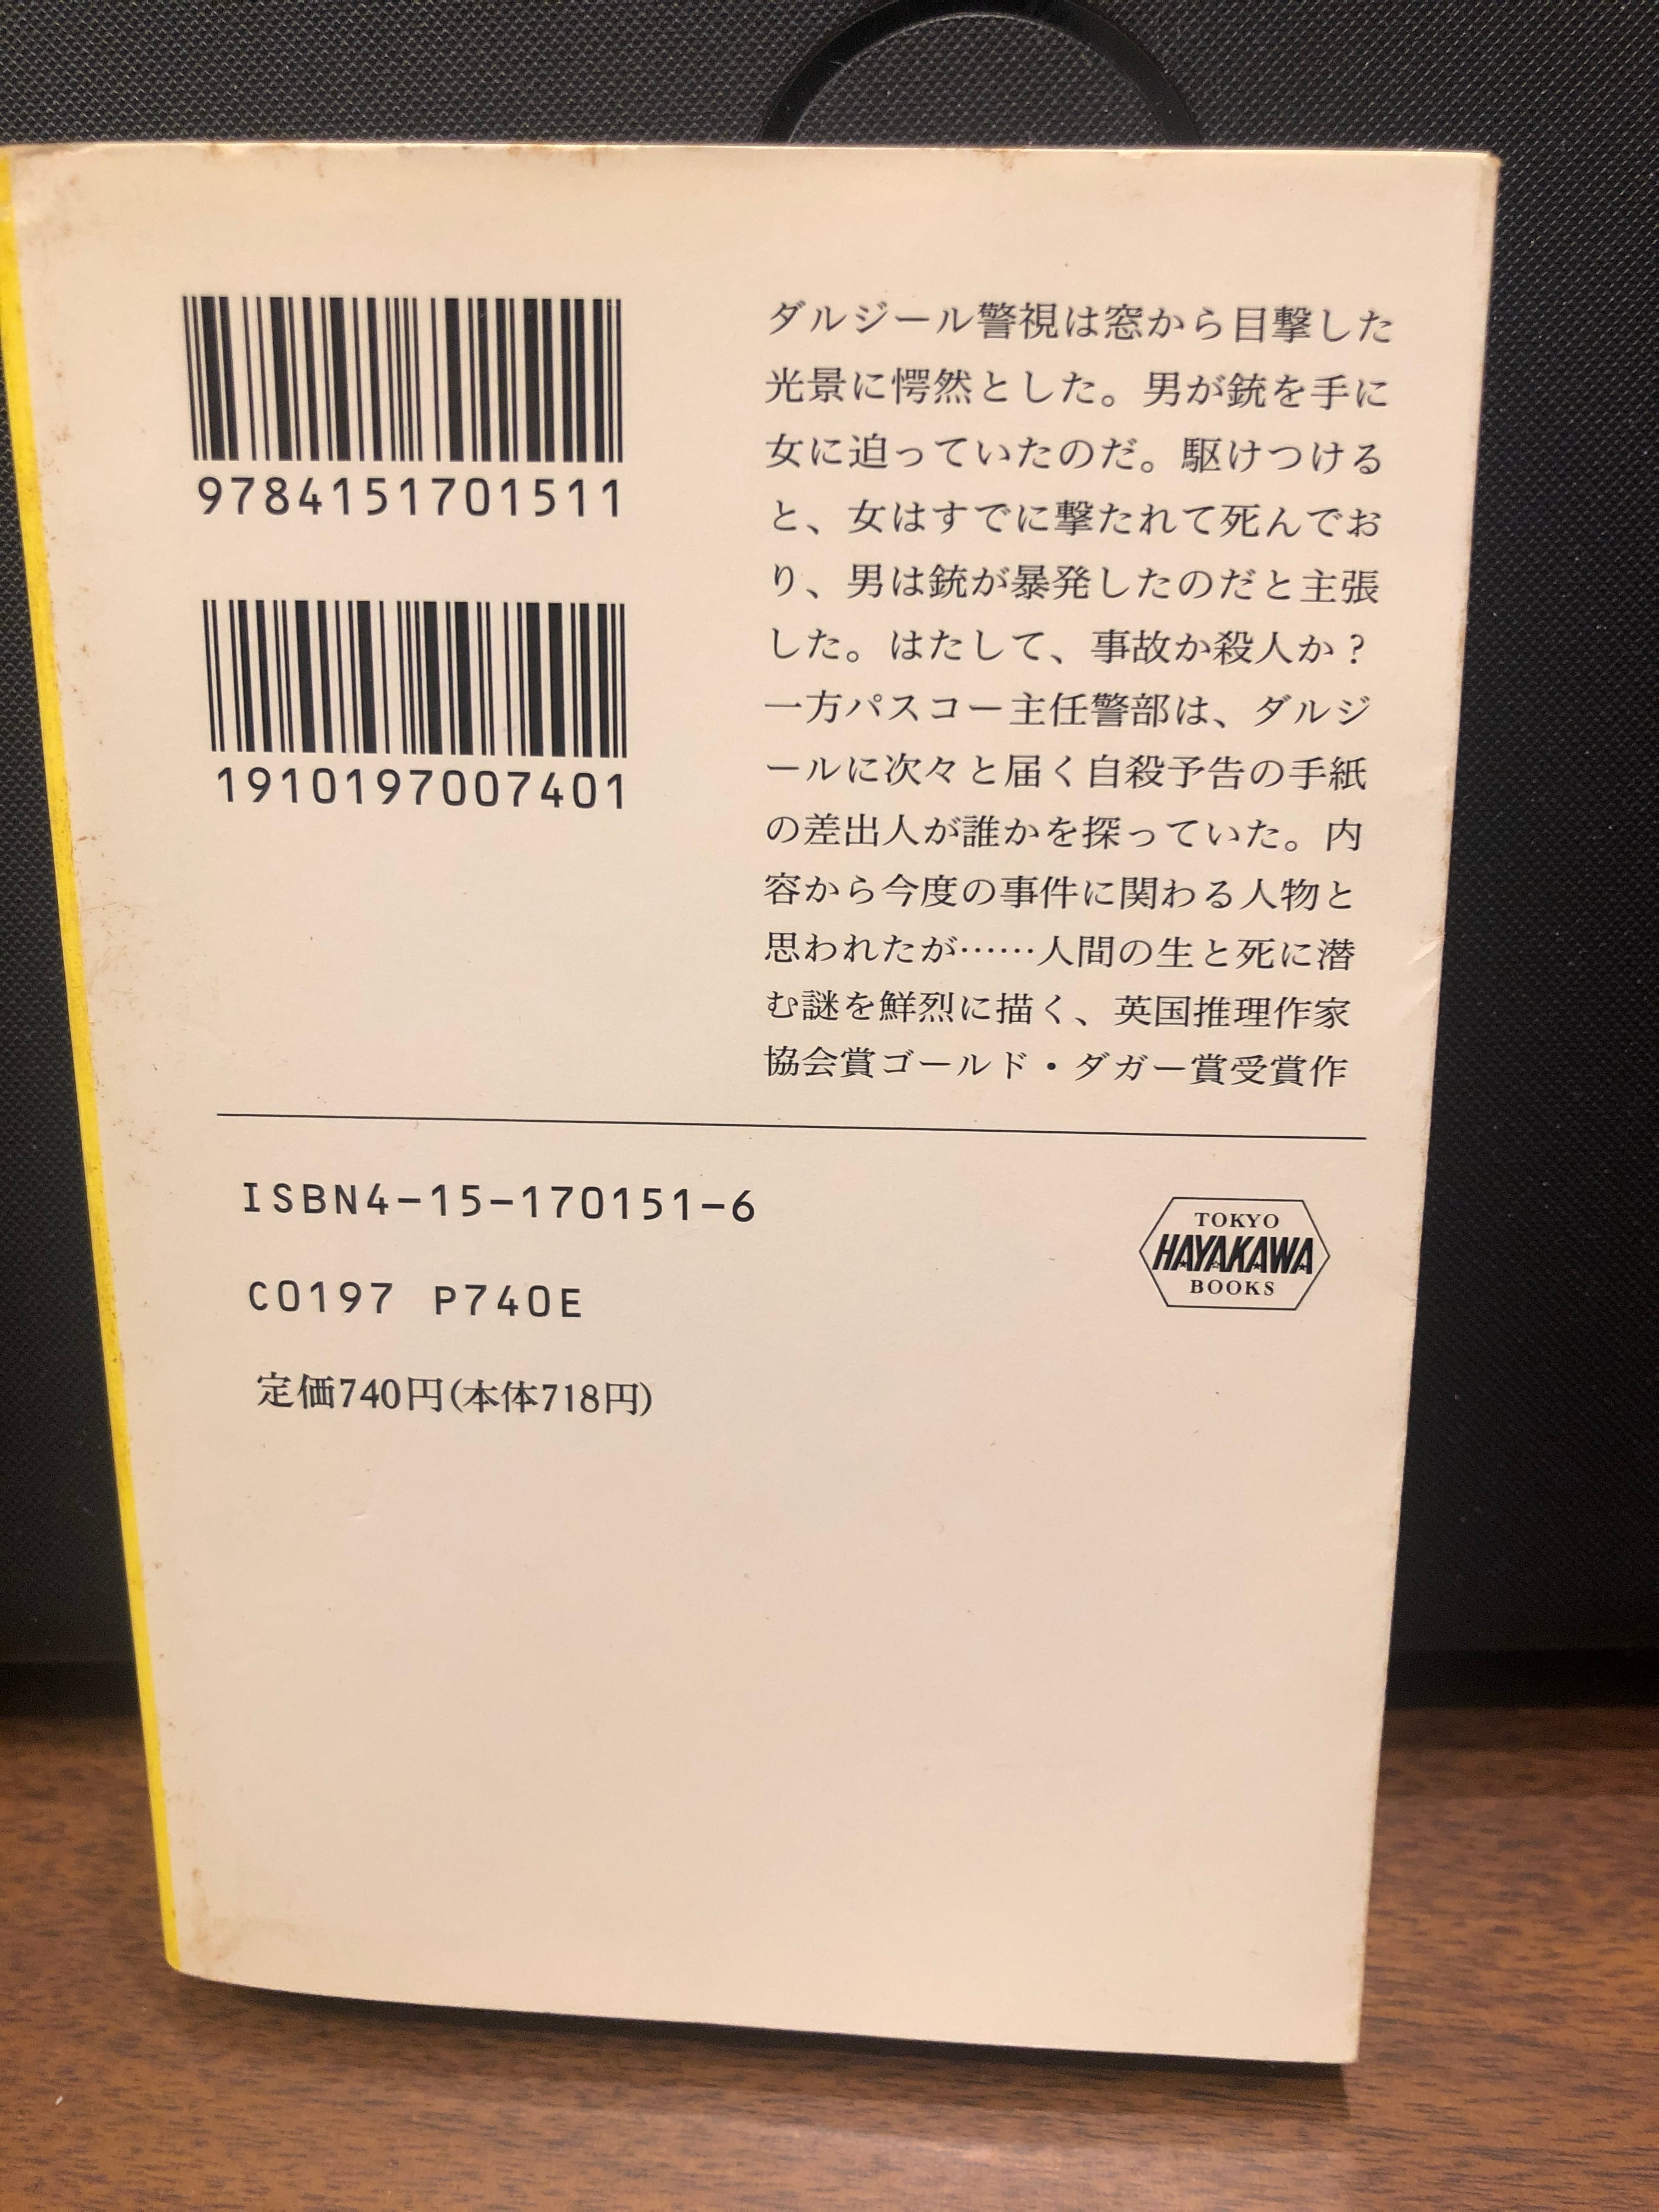 9784151701511
1910197007401
ダルジール警視は窓から目撃した
光景に愕然とした。男が銃を手に
女に迫っていたのだ。駆けつける
と、女はすでに撃たれて死んでお
り、男は銃が暴発したのだと主張
した。はたして、事故か殺人か?
一方パスコー主任警部は、ダルジ
ールに次々と届く自殺予告の手紙
の差出人が誰かを探っていた。内
容から今度の事件に関わる人物と
思われたが……人間の生と死に潜
む謎を鮮烈に描く、英国推理作家
協会賞ゴールド・ダガー賞受賞作
ISBN4-15-170151-6
C0197 P740E
定価740円(本体718円)
TOKYO
HAYAKAWA
BOOKS